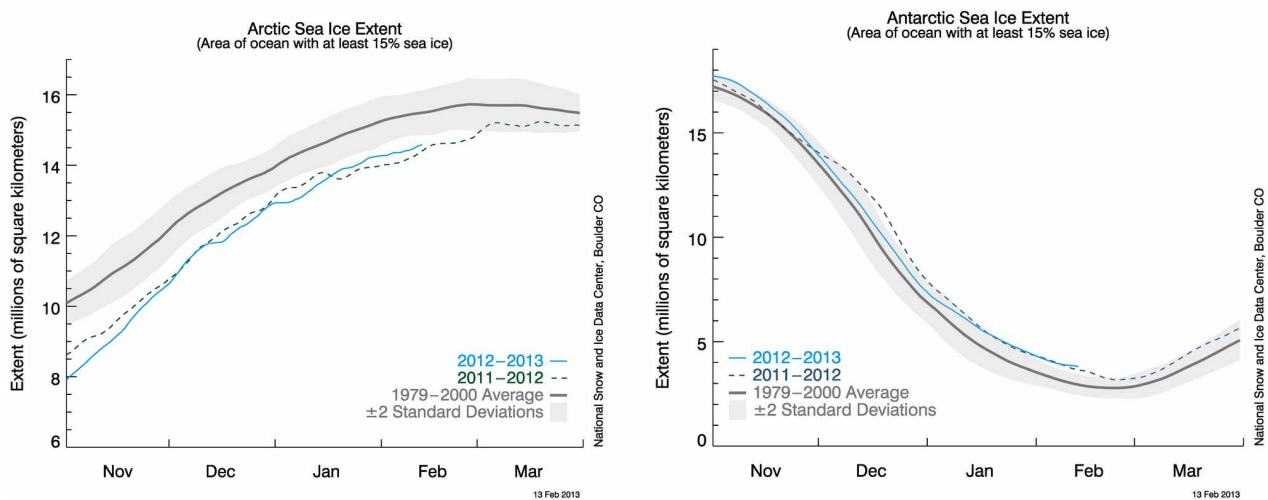 Arctic Sea Ice Extent
(Area of ocean with at least 15% sea ice)
Extent (millions of square kilometers)
16
14
12
10
8
6
Nov
Dec
Jan
Feb
Mar
2012–2013
2011–2012
1979–2000 Average
±2 Standard Deviations
National Snow and Ice Data Center, Boulder CO
13 Feb 2013
Antarctic Sea Ice Extent
(Area of ocean with at least 15% sea ice)
Extent (millions of square kilometers)
15
10
5
0
Nov
Dec
Jan
Feb
Mar
2012–2013
2011–2012
1979–2000 Average
±2 Standard Deviations
National Snow and Ice Data Center, Boulder CO
13 Feb 2013